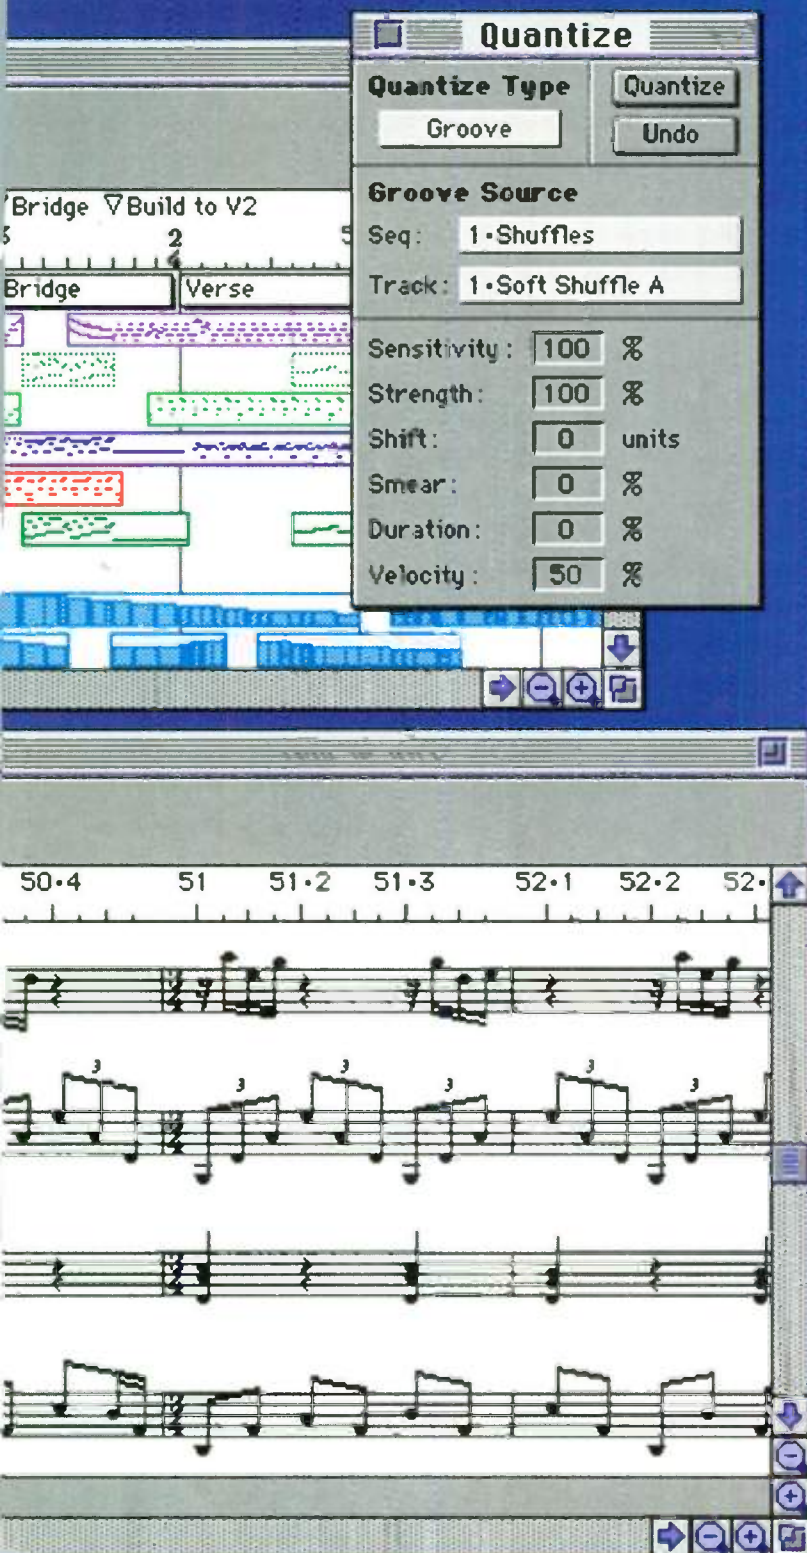 Quantize
Quantize Type
Quantize
Groove
Undo
Bridge ▽Build to V2
2
5
Bridge
Verse
Groove Source
Seq: 1•Shuffles
Track: 1•Soft Shuffle A
Sensitivity: 100 %
Strength: 100 %
Shift: 0 units
Smear: 0 %
Duration: 0 %
Velocity: 50 %
50•4 51 51•2 51•3 52•1 52•2 52•
3 3 3 3 3 3